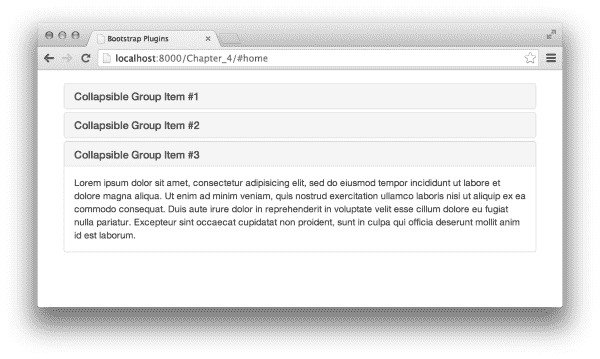 Bootstrap Plugins
localhost:8000/Chapter_4/#home
Collapsible Group Item #1
Collapsible Group Item #2
Collapsible Group Item #3
Lorem ipsum dolor sit amet, consectetur adipisicing elit, sed do eiusmod tempor incididunt ut labore et
dolore magna aliqua. Ut enim ad minim veniam, quis nostrud exercitation ullamco laboris nisi ut aliquip ex ea
commodo consequat. Duis aute irure dolor in reprehenderit in voluptate velit esse cillum dolore eu fugiat
nulla pariatur. Excepteur sint occaecat cupidatat non proident, sunt in culpa qui officia deserunt mollit anim
id est laborum.